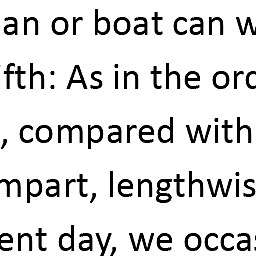 an or boat can w
fth: As in the ord
, compared with
mpart, lengthwis
ent day, we occas